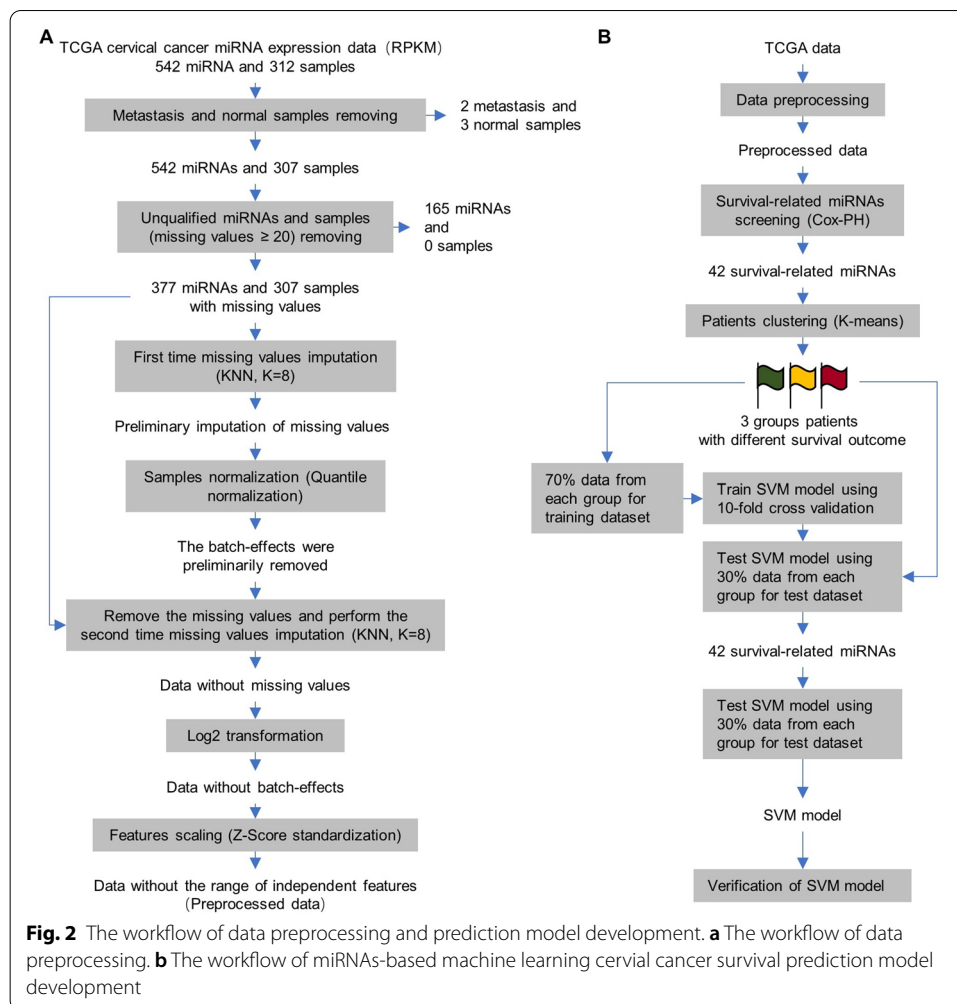 A
TCGA cervical cancer miRNA expression data（RPKM）
542 miRNA and 312 samples
Metastasis and normal samples removing
2 metastasis and
3 normal samples
542 miRNAs and 307 samples
Unqualified miRNAs and samples
(missing values ≥ 20) removing
165 miRNAs
and
0 samples
377 miRNAs and 307 samples
with missing values
First time missing values imputation
(KNN, K=8)
Preliminary imputation of missing values
Samples normalization (Quantile
normalization)
The batch-effects were
preliminarily removed
Remove the missing values and perform the
second time missing values imputation (KNN, K=8)
Data without missing values
Log2 transformation
Data without batch-effects
Features scaling (Z-Score standardization)
Data without the range of independent features
(Preprocessed data)
B
TCGA data
Data preprocessing
Preprocessed data
Survival-related miRNAs
screening (Cox-PH)
42 survival-related miRNAs
Patients clustering (K-means)
3 groups patients
with different survival outcome
70% data from
each group for
training dataset
Train SVM model using
10-fold cross validation
Test SVM model using
30% data from each
group for test dataset
42 survival-related miRNAs
Test SVM model using
30% data from each
group for test dataset
SVM model
Verification of SVM model
Fig. 2 The workflow of data preprocessing and prediction model development. a The workflow of data
preprocessing. b The workflow of miRNAs-based machine learning cervial cancer survival prediction model
development